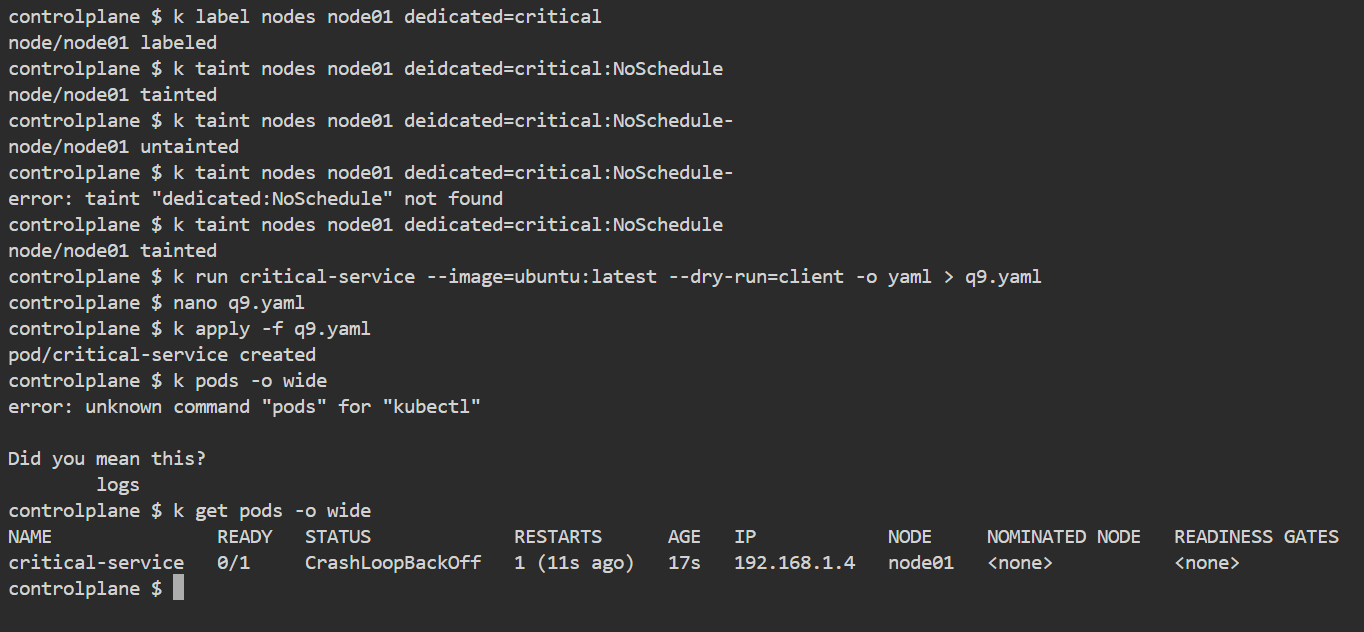 controlplane $ k label nodes node01 dedicated=critical
node/node01 labeled
controlplane $ k taint nodes node01 deidcated=critical:NoSchedule
node/node01 tainted
controlplane $ k taint nodes node01 deidcated=critical:NoSchedule-
node/node01 untainted
controlplane $ k taint nodes node01 dedicated=critical:NoSchedule-
error: taint "dedicated:NoSchedule" not found
controlplane $ k taint nodes node01 dedicated=critical:NoSchedule
node/node01 tainted
controlplane $ k run critical-service --image=ubuntu:latest --dry-run=client -o yaml > q9.yaml
controlplane $ nano q9.yaml
controlplane $ k apply -f q9.yaml
pod/critical-service created
controlplane $ k pods -o wide
error: unknown command "pods" for "kubectl"

Did you mean this?
        logs
controlplane $ k get pods -o wide
NAME               READY   STATUS             RESTARTS      AGE   IP            NODE     NOMINATED NODE   READINESS GATES
critical-service   0/1     CrashLoopBackOff   1 (11s ago)   17s   192.168.1.4   node01   <none>           <none>
controlplane $